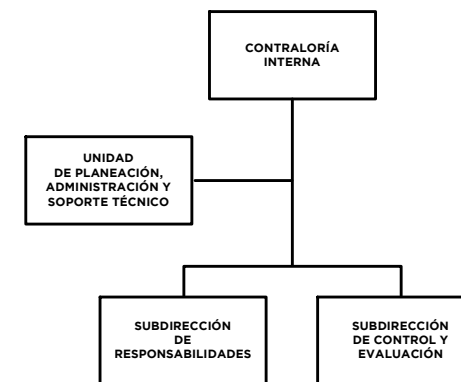 CONTRALORÍA
INTERNA
UNIDAD
DE PLANEACIÓN,
ADMINISTRACIÓN Y
SOPORTE TÉCNICO
SUBDIRECCIÓN
DE
RESPONSABILIDADES
SUBDIRECCIÓN
DE CONTROL Y
EVALUACIÓN